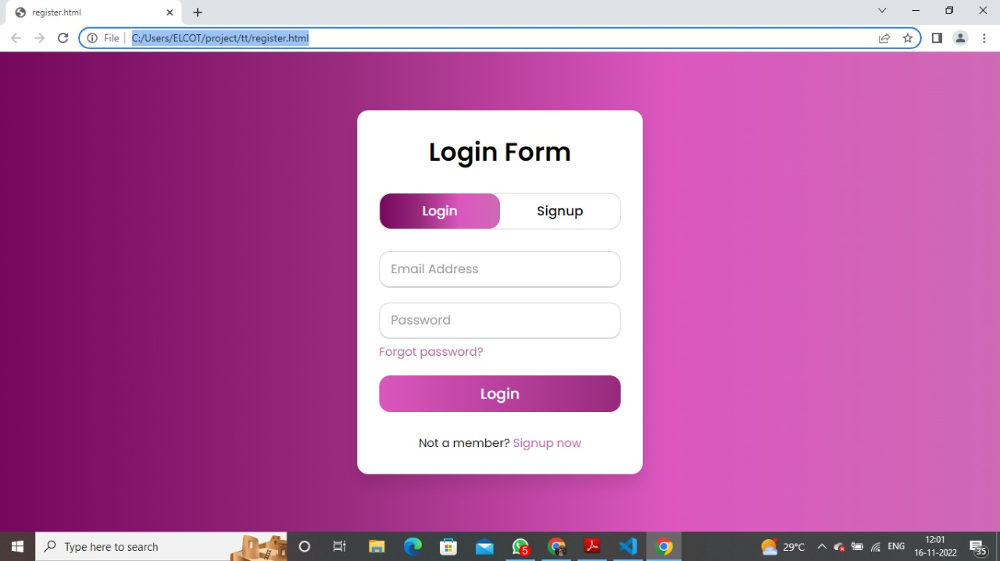 register.html
File
C:/Users/ELCOT/project/tt/register.html
Login Form
Login Signup
Email Address
Password
Forgot password?
Login
Not a member? Signup now
Type here to search
5
29°C
ENG
12:01
16-11-2022
35